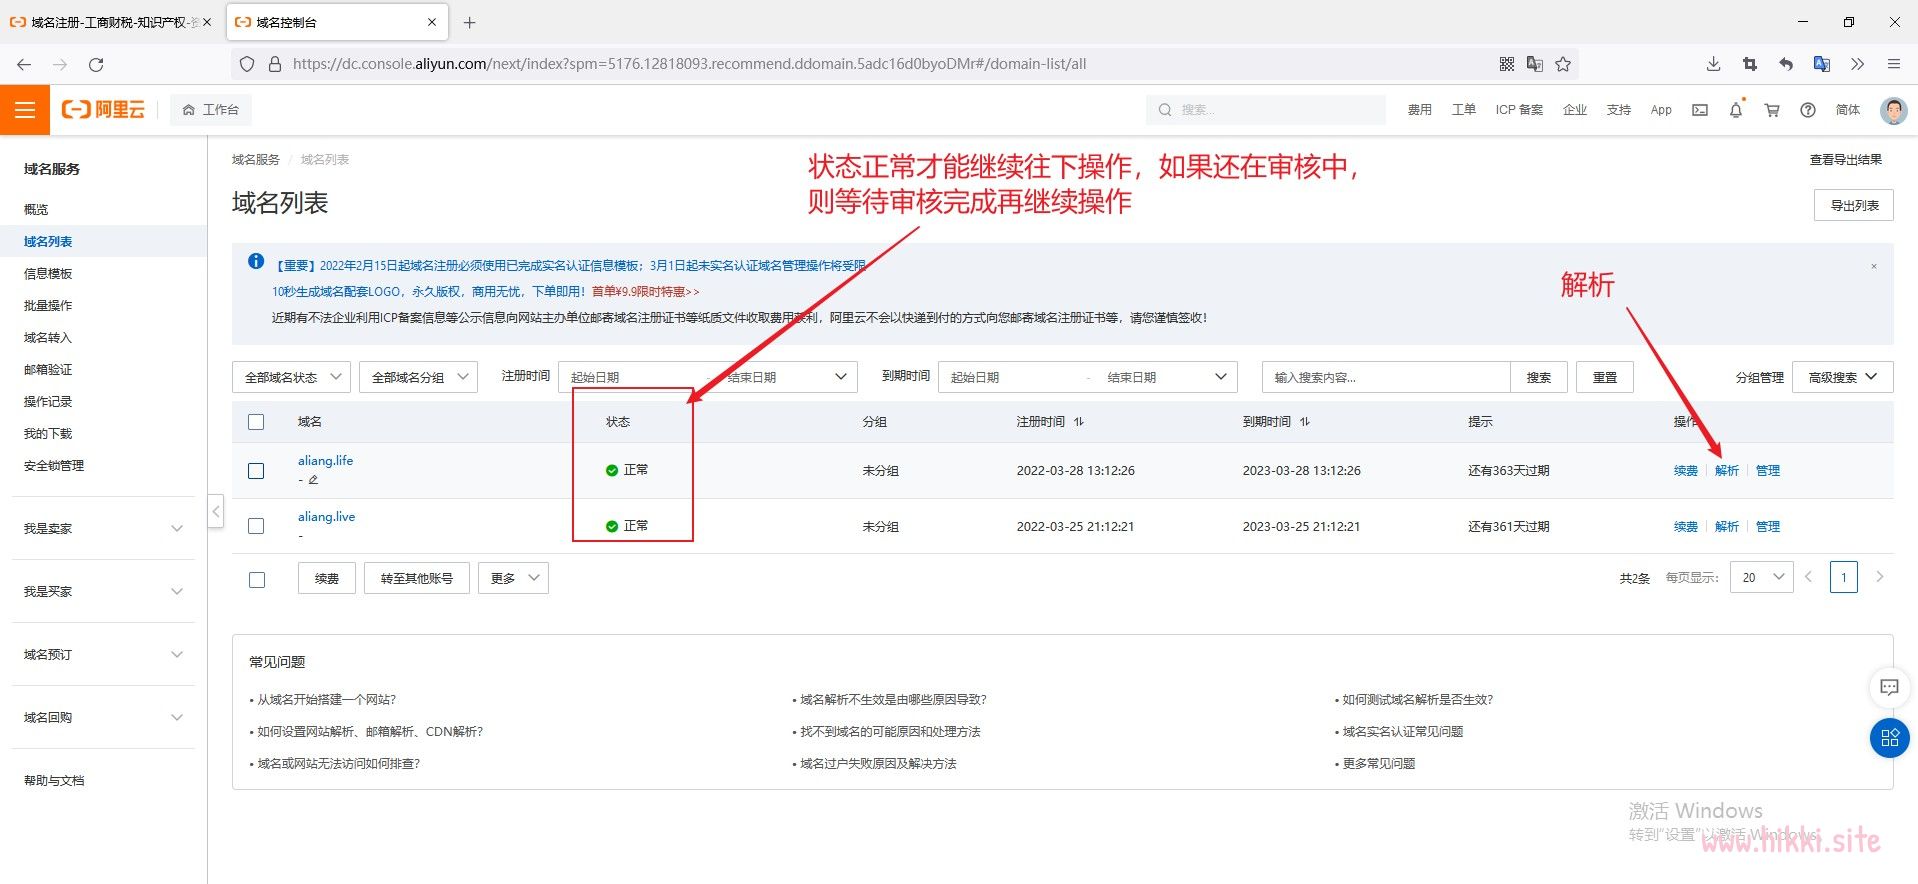 域名注册-工商财税-知识产权-资
域名控制台
https://dc.console.aliyun.com/next/index?spm=5176.12818093.recommend.ddomain.5adc16d0byoDMr#/domain-list/all
阿里云
工作台
搜索...
费用
工单
ICP 备案
企业
支持
App
简体
域名服务
概览
域名列表
信息模板
批量操作
域名转入
邮箱验证
操作记录
我的下载
安全锁管理
我是卖家
我是买家
域名预订
域名回购
帮助与文档
域名服务 / 域名列表
查看导出结果
域名列表
导出列表
状态正常才能继续往下操作，如果还在审核中，
则等待审核完成再继续操作
【重要】2022年2月15日起域名注册必须使用已完成实名认证信息模板；3月1日起未实名认证域名管理操作将受限
10秒生成域名配套LOGO，永久版权，商用无忧，下单即用！首单¥9.9限时特惠>>
近期有不法企业利用ICP备案信息等公示信息向网站主办单位邮寄域名注册证书等纸质文件收取费用获利，阿里云不会以快递到付的方式向您邮寄域名注册证书等，请您谨慎签收！
解析
全部域名状态
全部域名分组
注册时间
起始日期 - 结束日期
到期时间
起始日期 - 结束日期
输入搜索内容...
搜索
重置
分组管理
高级搜索
域名 状态 分组 注册时间 到期时间 提示 操作
aliang.life 正常 未分组 2022-03-28 13:12:26 2023-03-28 13:12:26 还有363天过期 续费 解析 管理
-
aliang.live 正常 未分组 2022-03-25 21:12:21 2023-03-25 21:12:21 还有361天过期 续费 解析 管理
-
续费
转至其他账号
更多
共2条 每页显示: 20 1
常见问题
• 从域名开始搭建一个网站?
• 域名解析不生效是由哪些原因导致?
• 如何测试域名解析是否生效?
• 如何设置网站解析、邮箱解析、CDN解析?
• 找不到域名的可能原因和处理方法
• 域名实名认证常见问题
• 域名或网站无法访问如何排查?
• 域名过户失败原因及解决方法
• 更多常见问题
激活 Windows
转到"设置"以激活 Windows。
www.hikki.site